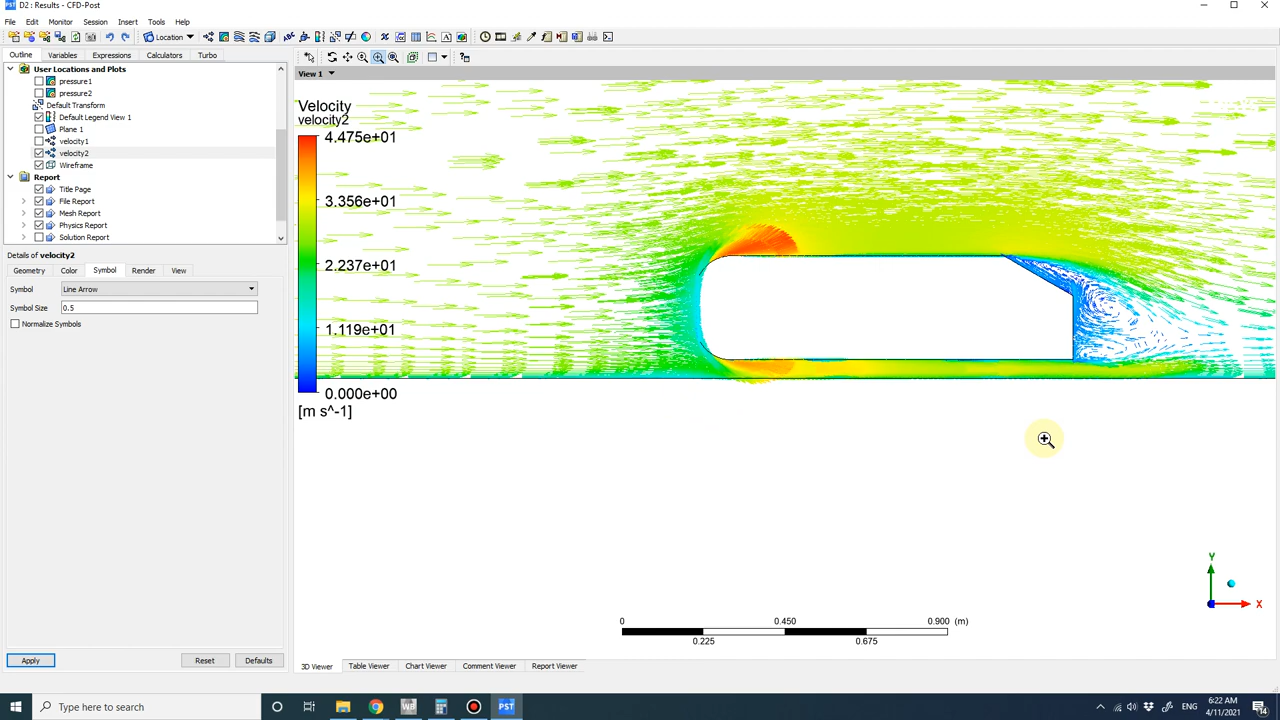 PST D2 : Results - CFD-Post
File Edit Monitor Session Insert Tools Help
Location
Outline Variables Expressions Calculators Turbo
User Locations and Plots
pressure1
pressure2
Default Transform
Default Legend View 1
Plane 1
velocity1
velocity2
Wireframe
Report
Title Page
File Report
Mesh Report
Physics Report
Solution Report
Details of velocity2
Geometry Color Symbol Render View
Symbol Line Arrow
Symbol Size 0.5
Normalize Symbols
Apply Reset Defaults
View 1
Velocity
velocity2
4.475e+01
3.356e+01
2.237e+01
1.119e+01
0.000e+00
[m s^-1]
Y
X
0 0.450 0.900 (m)
0.225 0.675
3D Viewer Table Viewer Chart Viewer Comment Viewer Report Viewer
Type here to search
WB
PST
ENG
6:22 AM
4/11/2021
14